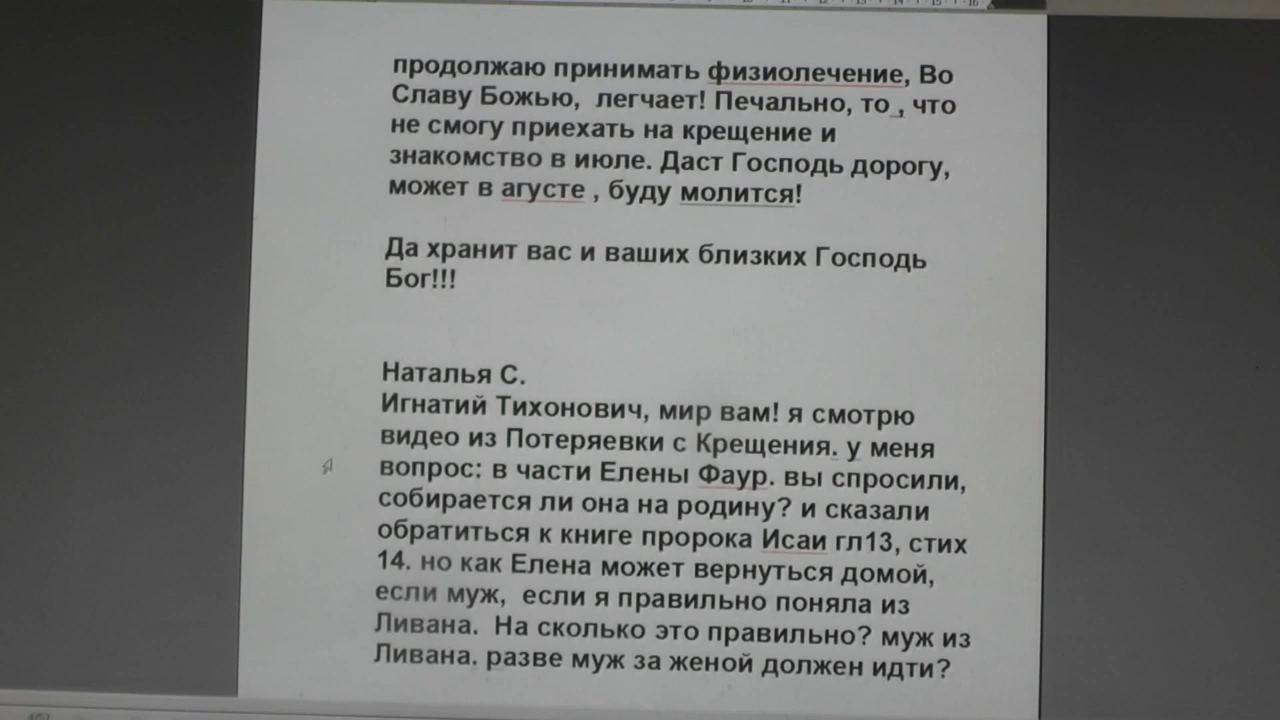 продолжаю принимать физиолечение, Во
Славу Божью, легчает! Печально, то , что
не смогу приехать на крещение и
знакомство в июле. Даст Господь дорогу,
может в агусте , буду молится!
Да хранит вас и ваших близких Господь
Бог!!!
Наталья С.
Игнатий Тихонович, мир вам! я смотрю
видео из Потеряевки с Крещения. у меня
вопрос: в части Елены Фаур. вы спросили,
собирается ли она на родину? и сказали
обратиться к книге пророка Исаи гл13, стих
14. но как Елена может вернуться домой,
если муж, если я правильно поняла из
Ливана. На сколько это правильно? муж из
Ливана. разве муж за женой должен идти?